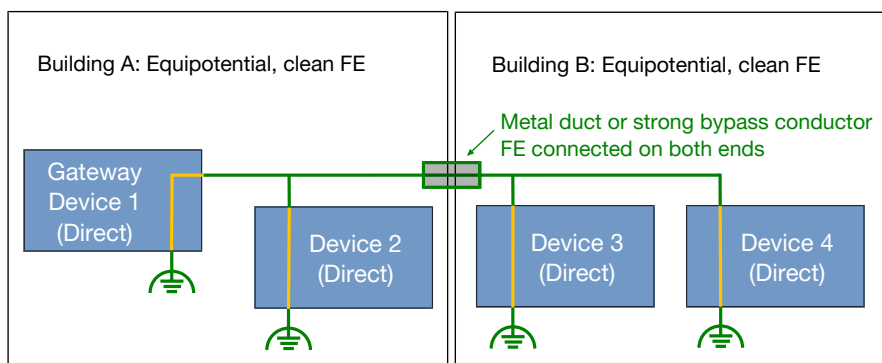 Building A: Equipotential, clean FE
Building B: Equipotential, clean FE
Metal duct or strong bypass conductor
FE connected on both ends
Gateway
Device 1
(Direct)
Device 2
(Direct)
Device 3
(Direct)
Device 4
(Direct)